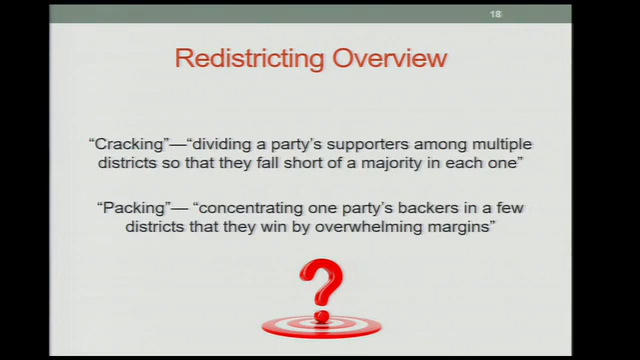 18
Redistricting Overview
“Cracking”—“dividing a party’s supporters among multiple
districts so that they fall short of a majority in each one”
“Packing”— “concentrating one party’s backers in a few
districts that they win by overwhelming margins”
?